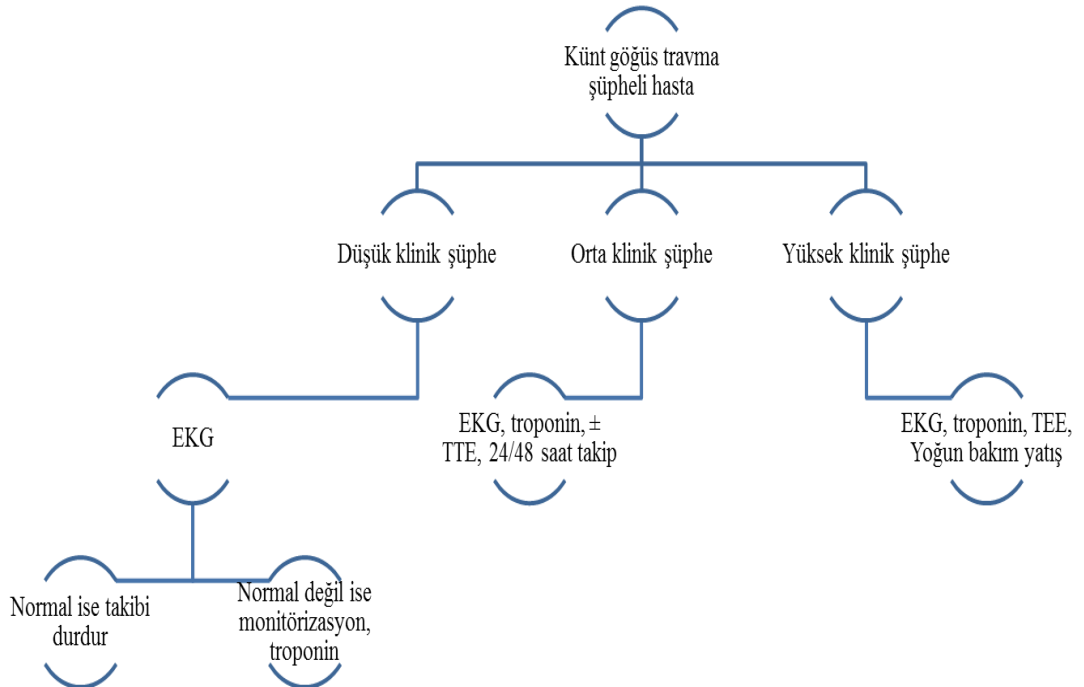 Künt göğüs travma
şüpheli hasta
Düşük klinik şüphe
Orta klinik şüphe
Yüksek klinik şüphe
EKG
EKG, troponin, ±
TTE, 24/48 saat takip
EKG, troponin, TEE,
Yoğun bakım yatış
Normal ise takibi
durdur
Normal değil ise
monitörizasyon,
troponin